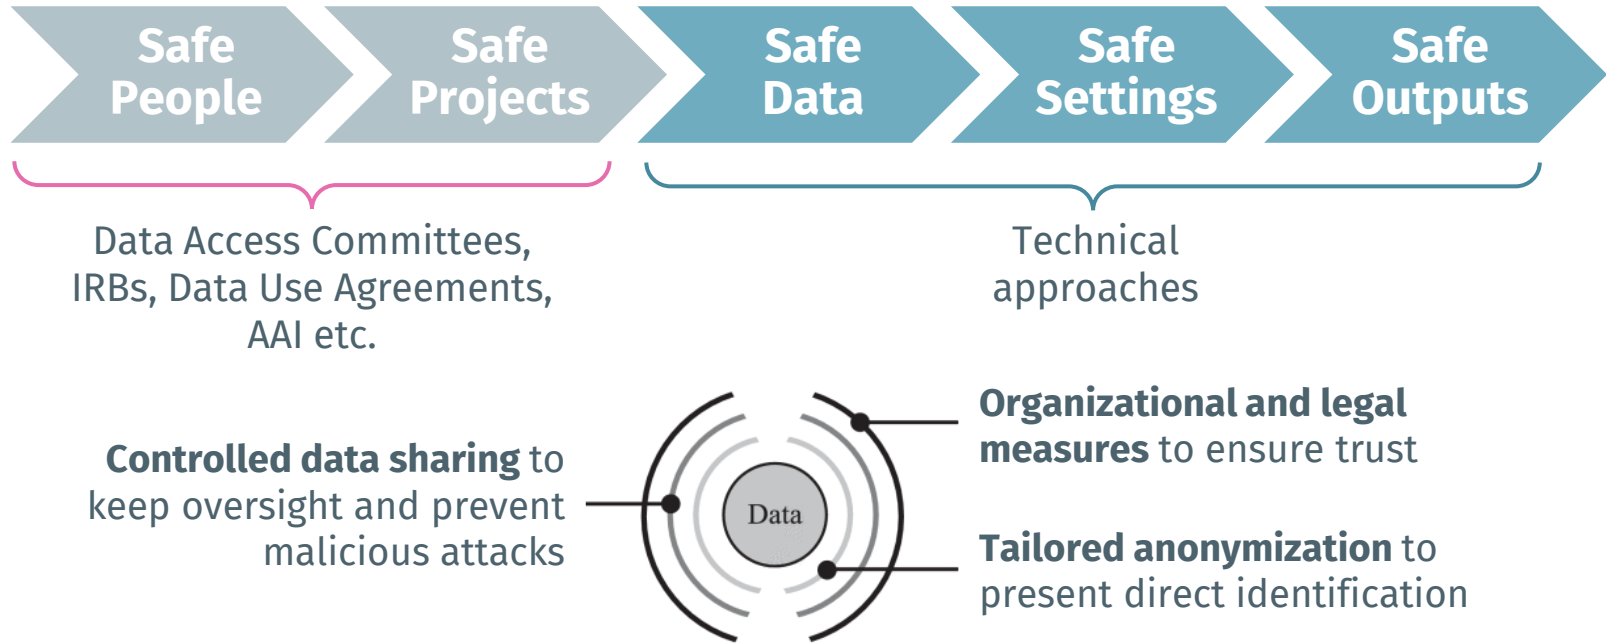 Safe
People
Safe
Projects
Safe
Data
Safe
Settings
Safe
Outputs
Data Access Committees,
IRBs, Data Use Agreements,
AAI etc.
Technical
approaches
Controlled data sharing to
keep oversight and prevent
malicious attacks
Data
Organizational and legal
measures to ensure trust
Tailored anonymization to
present direct identification